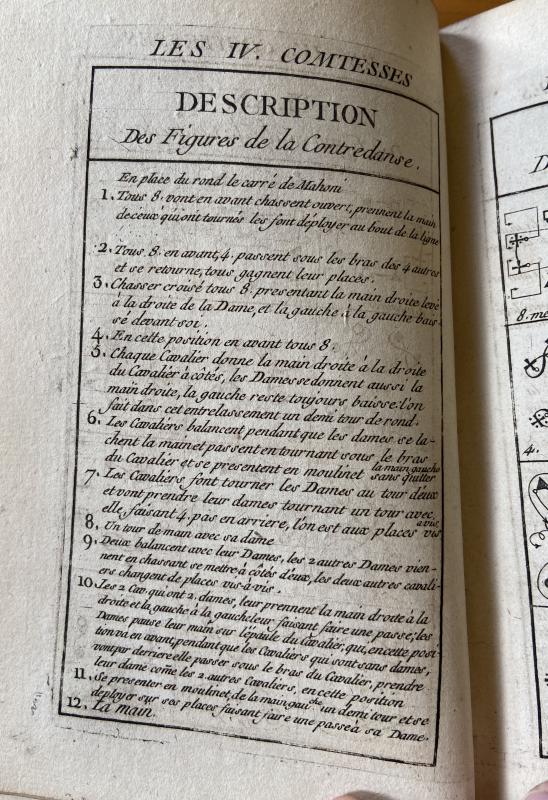 LES IV. COMTESSES
DESCRIPTION
Des Figures de la Contredanse.
En place du rond le carré de Mahoni
1. Tous 8. vont en avant chassent ouvert, prennent la main
de ceux qui ont tournés les font déployer au bout de la ligne
2. Tous 8. en avant, 4. passent sous les bras des 4 autres
et se retourne, tous gagnent leur places.
3. Chasser croisé tous 8. presentant la main droite levé
à la droite de la Dame, et la gauche à la gauche bais-
sé devant soi.
4. En cette position en avant tous 8.
5. Chaque Cavalier donne la main droite à la droite
du Cavalier à côtés, les Dames se donnent aussi la
main droite, la gauche reste toujours baisse: l'on
fait dans cet entrelassement un demi tour de rond.
6. Les Cavaliers balancent pendant que les dames se la-
chent la main et passent en tournant sous le bras
du Cavalier et se presentent en moulinet sans quitter
la main gauche
7. Les Cavaliers font tourner les Dames au tour d'eux
et vont prendre leur dames tournant un tour avec
elle, faisant 4. pas en arriere, l'on est aux places vis
avis,
8. Un tour de main avec sa dame
9. Deux balancent avec leur Dames, les 2 autres Dames vien-
nent en chassant se mettre à côtés d'eux, les deux autres cavali-
ers changent de places vis-à-vis.
10. Les 2 Cav qui ont 2. dames, leur prennent la main droite à la
droite et la gauche à la gauche leur faisant faire une passe; les
Dames pause leur main sur l'épaule du Cavalier, qui, en cette posi-
tion va en avant, pendant que les Cavaliers qui sont sans dames,
vont par derriere elle passer sous le bras du Cavalier, prendre
leur dame come les 2. autres Cavaliers, en cette position
11. Se presenter en moulinet, de la main gauche un demi tour et se
deployer sur ses places faisant faire une passe à sa Dame.
12. La main.
D
8. me
4.